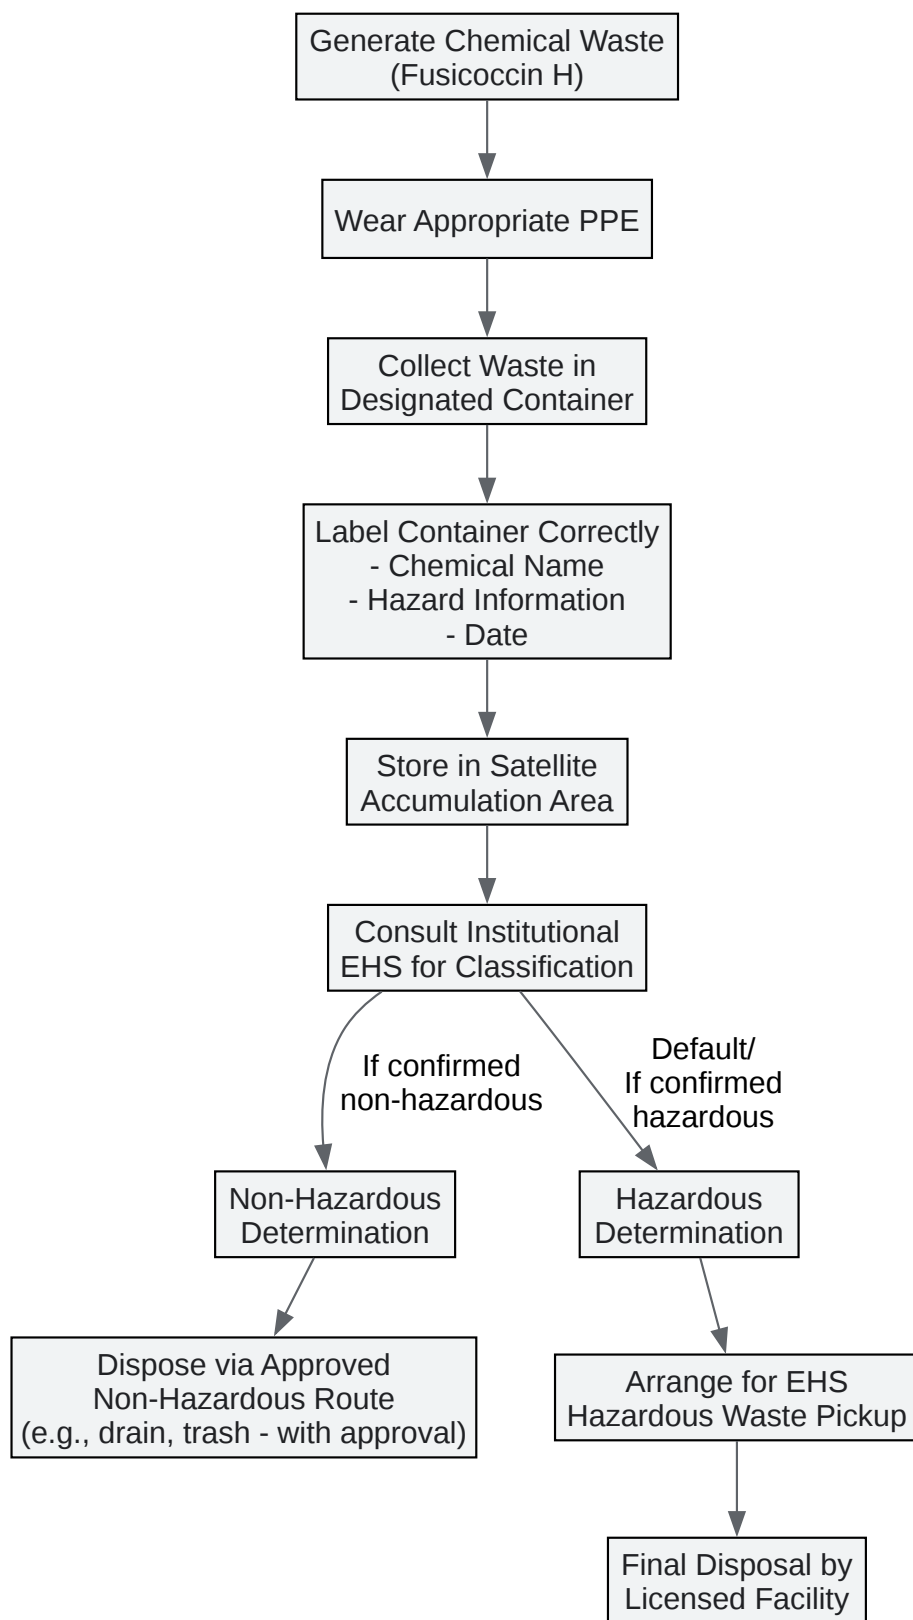 Generate Chemical Waste
(Fusicoccin H)
Wear Appropriate PPE
Collect Waste in
Designated Container
Label Container Correctly
- Chemical Name
- Hazard Information
- Date
Store in Satellite
Accumulation Area
Consult Institutional
EHS for Classification
If confirmed
non-hazardous
Default/
If confirmed
hazardous
Non-Hazardous
Determination
Hazardous
Determination
Dispose via Approved
Non-Hazardous Route
(e.g., drain, trash - with approval)
Arrange for EHS
Hazardous Waste Pickup
Final Disposal by
Licensed Facility